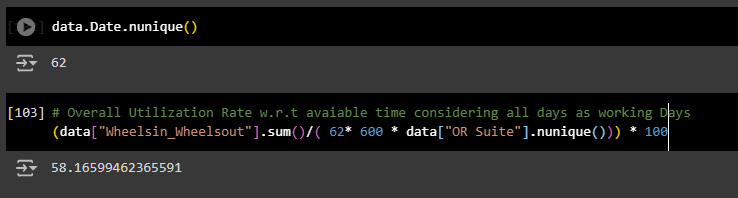 data.Date.nunique()
62
[103] # Overall Utilization Rate w.r.t avaiable time considering all days as working Days
(data["Wheelsin_Wheelsout"].sum()/( 62* 600 * data["OR Suite"].nunique())) * 100
58.16599462365591